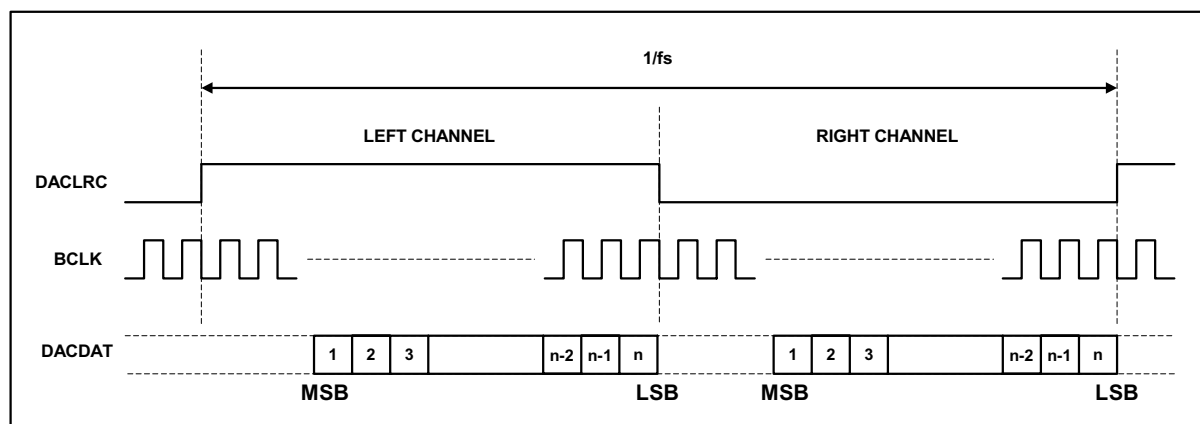 1/fs
LEFT CHANNEL RIGHT CHANNEL
DACLRC
BCLK
DACDAT 1 2 3 n-2 n-1 n 1 2 3 n-2 n-1 n
MSB LSB MSB LSB